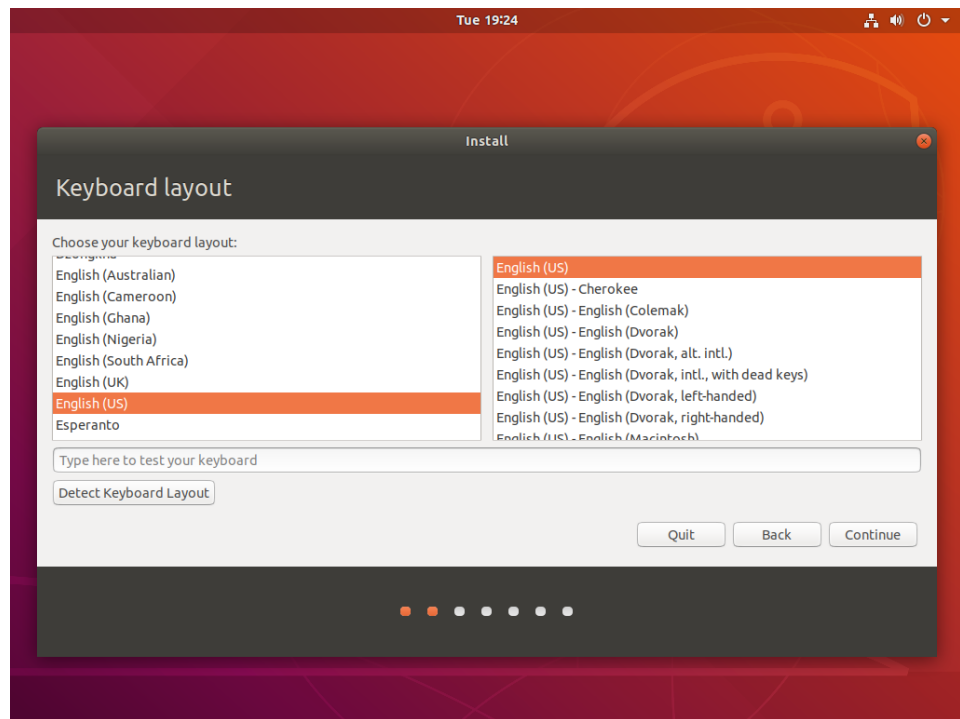 Tue 19:24
Install
Keyboard layout
Choose your keyboard layout:
English (Australian)
English (Cameroon)
English (Ghana)
English (Nigeria)
English (South Africa)
English (UK)
English (US)
Esperanto
English (US)
English (US) - Cherokee
English (US) - English (Colemak)
English (US) - English (Dvorak)
English (US) - English (Dvorak, alt. intl.)
English (US) - English (Dvorak, intl., with dead keys)
English (US) - English (Dvorak, left-handed)
English (US) - English (Dvorak, right-handed)
English (US) - English (Macintosh)
Type here to test your keyboard
Detect Keyboard Layout
Quit
Back
Continue